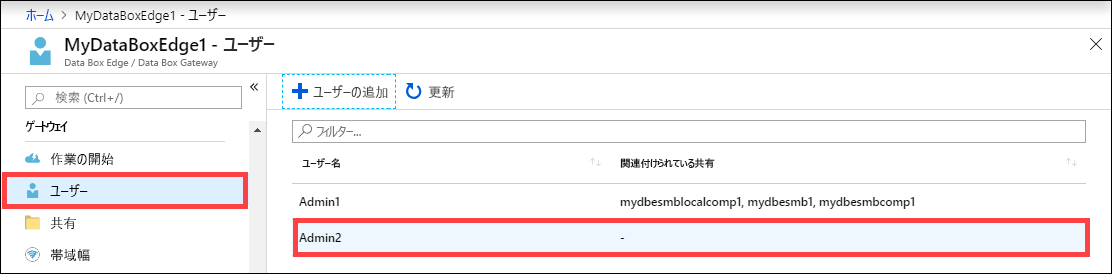 ホーム > MyDataBoxEdge1 - ユーザー
MyDataBoxEdge1 - ユーザー
Data Box Edge / Data Box Gateway
検索 (Ctrl+/)
ゲートウェイ
作業の開始
ユーザー
共有
帯域幅
ユーザーの追加
更新
フィルター...
ユーザー名 関連付けられている共有
Admin1 mydbesmblocalcomp1, mydbesmb1, mydbesmbcomp1
Admin2 -